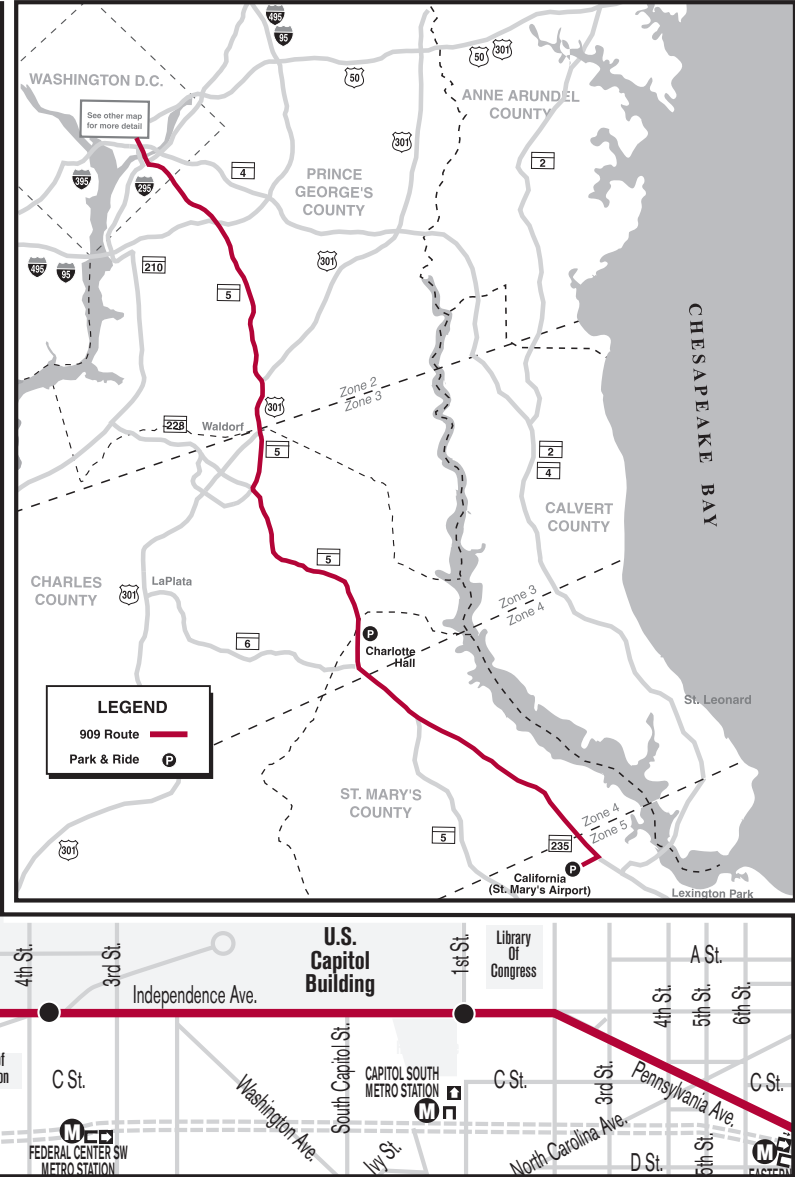 495
95
50
301
50
WASHINGTON D.C.
ANNE ARUNDEL
COUNTY
See other map
for more detail
301
2
4
PRINCE
GEORGE'S
COUNTY
395
295
301
495
95
210
5
CHESAPEAKE BAY
Zone 2
Zone 3
301
228
Waldorf
5
2
4
CALVERT
COUNTY
5
CHARLES
COUNTY
LaPlata
301
Zone 3
Zone 4
P
6
Charlotte
Hall
LEGEND
909 Route
Park & Ride P
St. Leonard
ST. MARY'S
COUNTY
Zone 4
Zone 5
5
235
301
P
California
(St. Mary's Airport)
Lexington Park
4th St.
3rd St.
U.S.
Capitol
Building
1st St.
Library
Of
Congress
A St.
Independence Ave.
4th St.
5th St.
6th St.
C St.
Washington Ave.
South Capitol St.
CAPITOL SOUTH
METRO STATION
M
C St.
3rd St.
Pennsylvania Ave.
C St.
M
FEDERAL CENTER SW
METRO STATION
Ivy St.
North Carolina Ave.
D St.
M